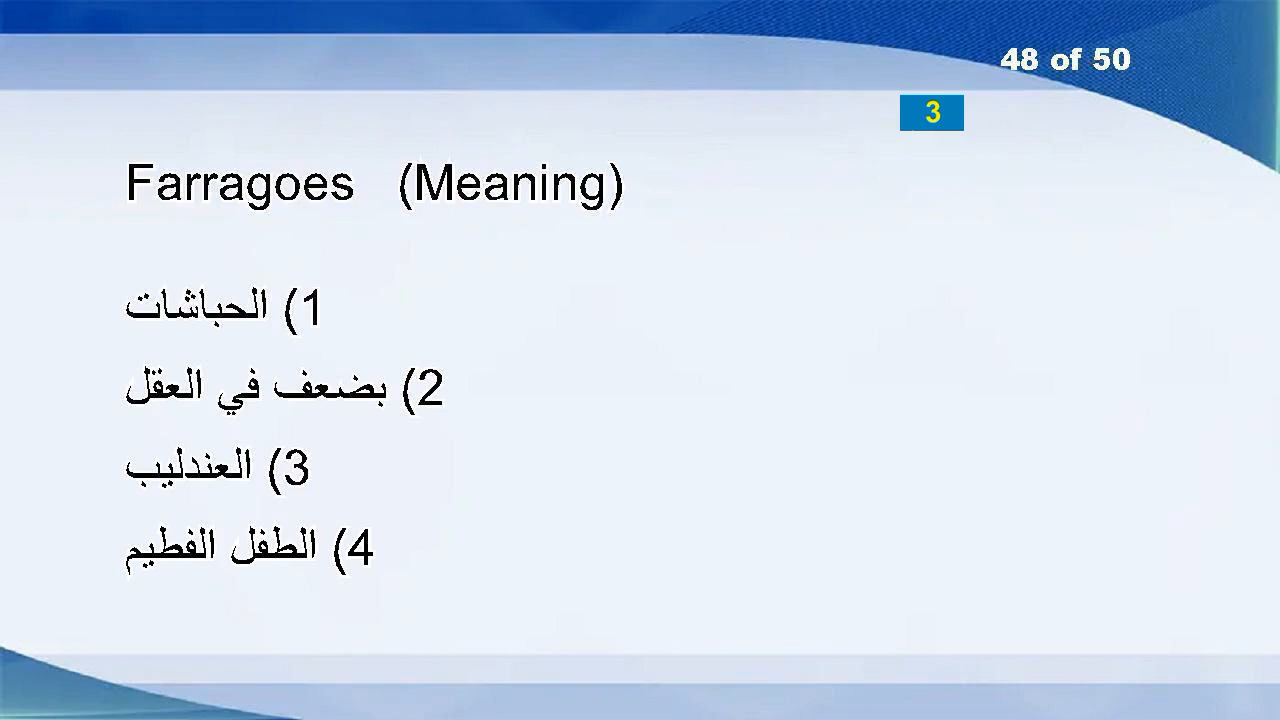 48 of 50
3
Farragoes (Meaning)
1) الحباشات
2) بضعف في العقل
3) العندليب
4) الطفل الفطيم